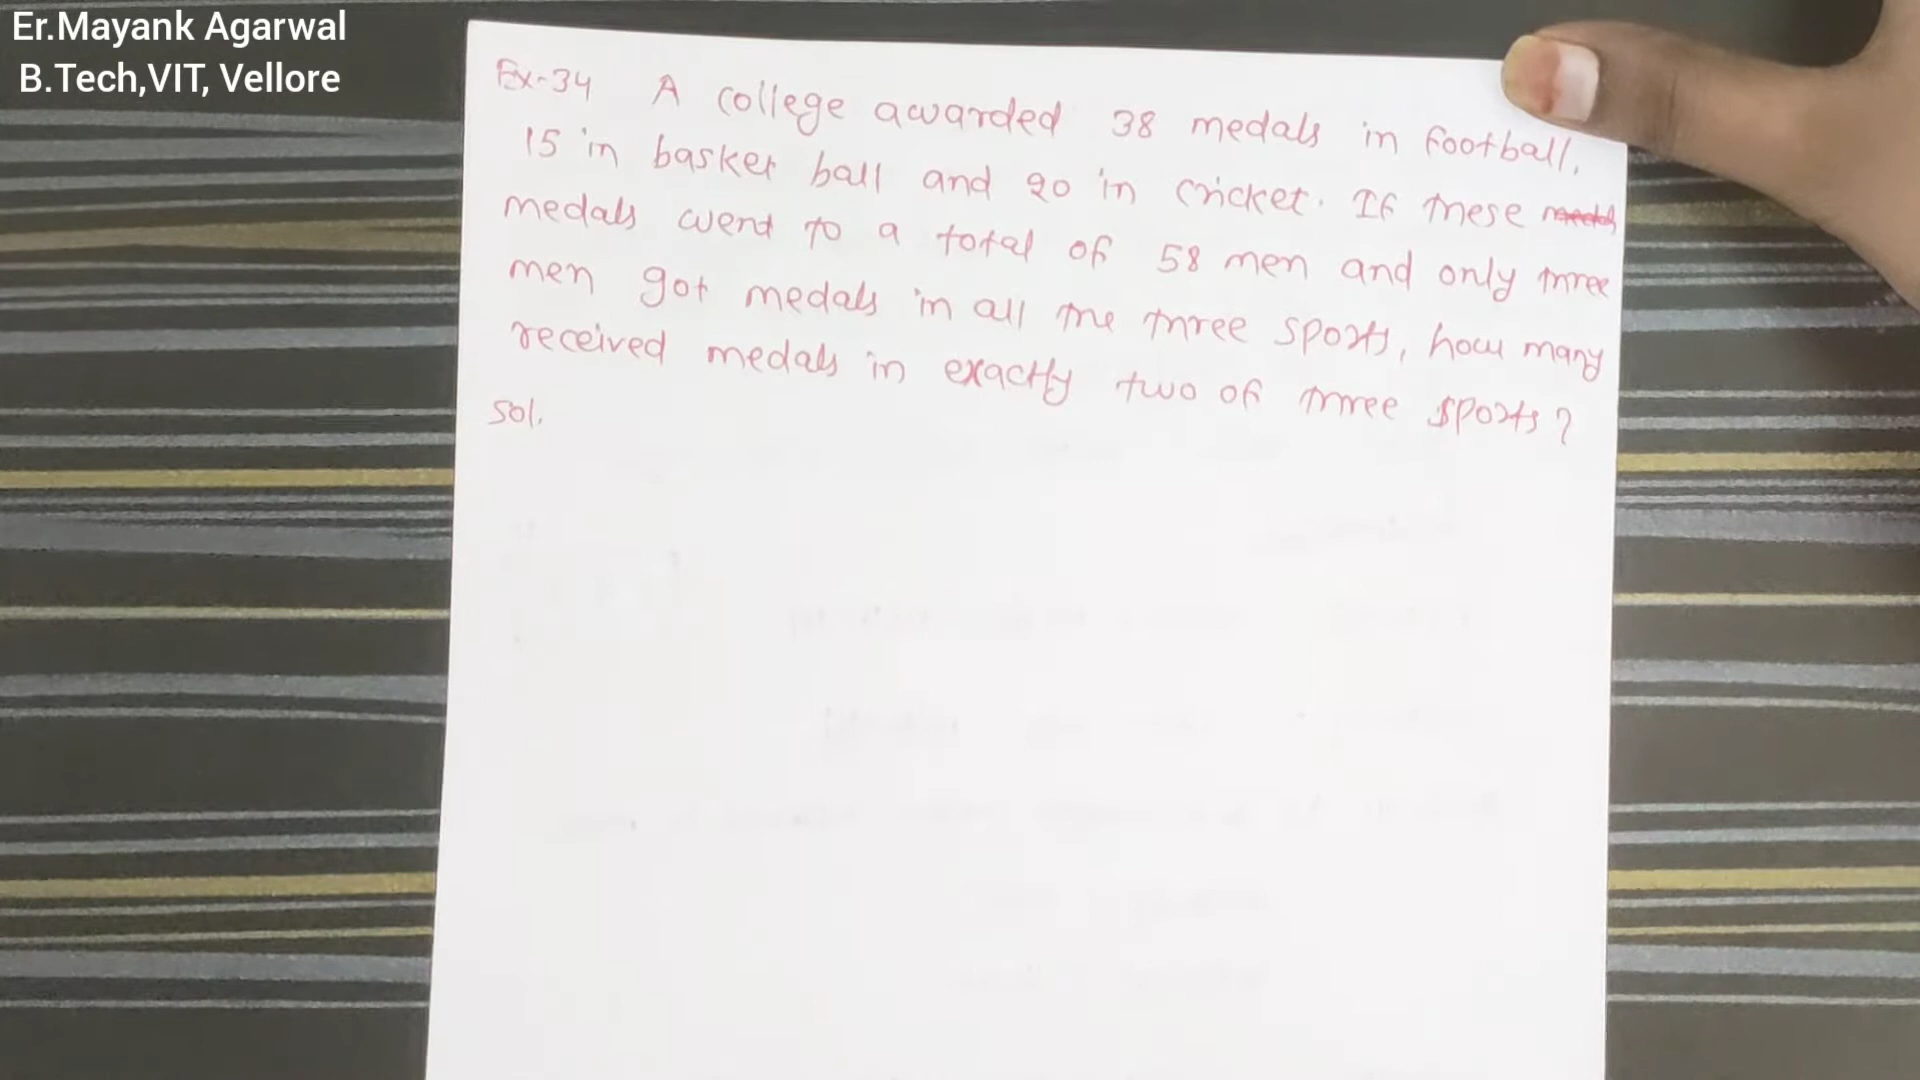 Er.Mayank Agarwal
B.Tech,VIT, Vellore
Ex-34 A college awarded 38 medals in football,
15 in basket ball and 20 in cricket. If these
medals went to a total of 58 men and only three
men got medals in all the three sports, how many
received medals in exactly two of three sports?
Sol.